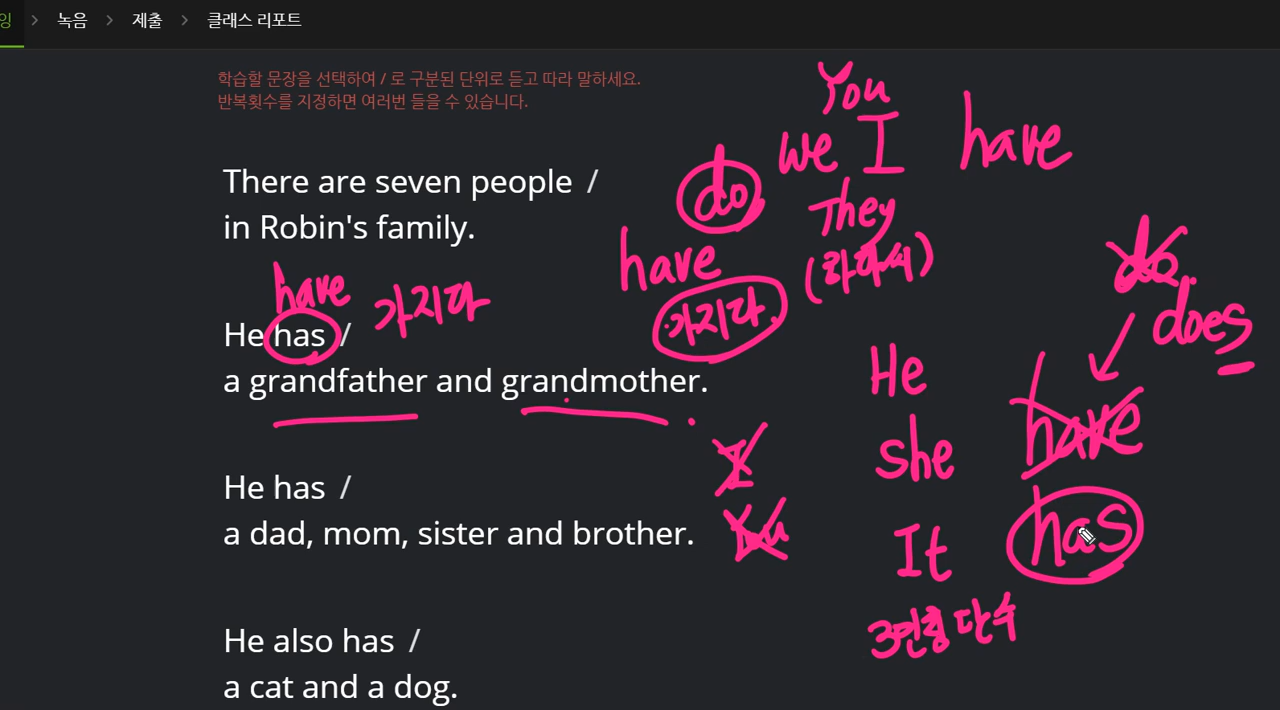 잉 > 녹음 > 제출 > 클래스 리포트
학습할 문장을 선택하여 / 로 구분된 단위로 듣고 따라 말하세요.
반복횟수를 지정하면 여러번 들을 수 있습니다.
There are seven people /
in Robin's family.
have 가지다
He has /
a grandfather and grandmother.
He has /
a dad, mom, sister and brother.
He also has /
a cat and a dog.
You
we I have
do
They
have
가지다
do
does
He
she
have
I
You
It
has
3인칭 단수